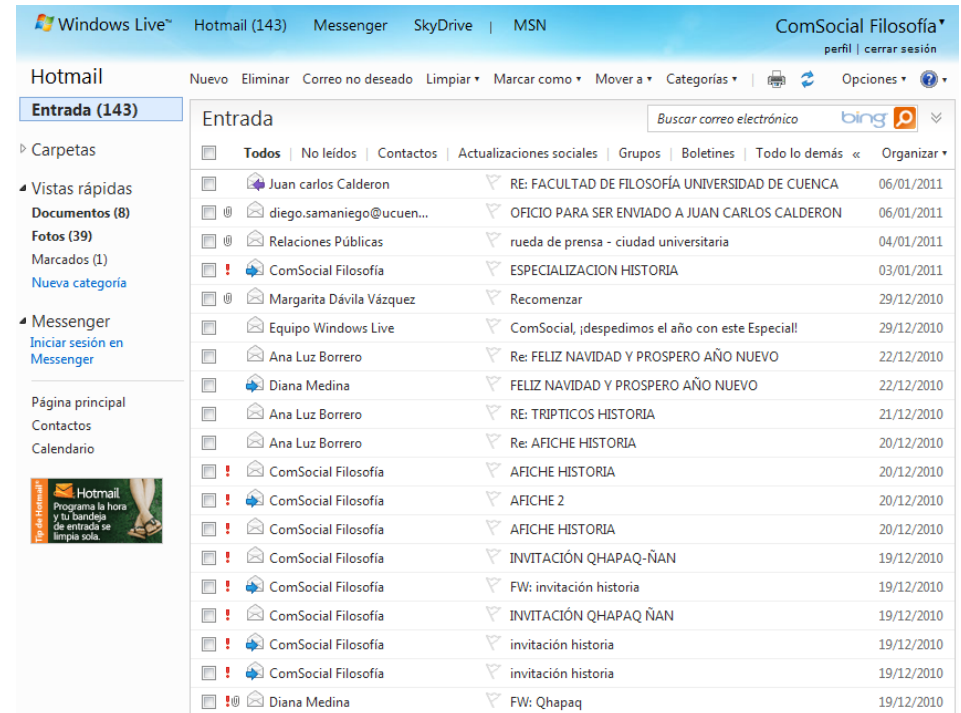 Windows Live™ Hotmail (143) Messenger SkyDrive | MSN ComSocial Filosofía
perfil | cerrar sesión
Hotmail
Nuevo Eliminar Correo no deseado Limpiar Marcar como Mover a Categorías | Opciones
Entrada (143)
Carpetas
Vistas rápidas
Documentos (8)
Fotos (39)
Marcados (1)
Nueva categoría
Messenger
Iniciar sesión en
Messenger
Página principal
Contactos
Calendario
Tip de Hotmail®
Hotmail
Programa la hora
y tu bandeja
de entrada se
limpia sola.
Entrada Buscar correo electrónico bing
Todos | No leídos | Contactos | Actualizaciones sociales | Grupos | Boletines | Todo lo demás « Organizar
Juan carlos Calderon RE: FACULTAD DE FILOSOFÍA UNIVERSIDAD DE CUENCA 06/01/2011
diego.samaniego@ucuen... OFICIO PARA SER ENVIADO A JUAN CARLOS CALDERON 06/01/2011
Relaciones Públicas rueda de prensa - ciudad universitaria 04/01/2011
! ComSocial Filosofía ESPECIALIZACION HISTORIA 03/01/2011
Margarita Dávila Vázquez Recomenzar 29/12/2010
Equipo Windows Live ComSocial, ¡despedimos el año con este Especial! 29/12/2010
Ana Luz Borrero Re: FELIZ NAVIDAD Y PROSPERO AÑO NUEVO 22/12/2010
Diana Medina FELIZ NAVIDAD Y PROSPERO AÑO NUEVO 22/12/2010
Ana Luz Borrero RE: TRIPTICOS HISTORIA 21/12/2010
Ana Luz Borrero Re: AFICHE HISTORIA 20/12/2010
! ComSocial Filosofía AFICHE HISTORIA 20/12/2010
! ComSocial Filosofía AFICHE 2 20/12/2010
! ComSocial Filosofía AFICHE HISTORIA 20/12/2010
! ComSocial Filosofía INVITACIÓN QHAPAQ-ÑAN 19/12/2010
! ComSocial Filosofía FW: invitación historia 19/12/2010
! ComSocial Filosofía INVITACIÓN QHAPAQ ÑAN 19/12/2010
! ComSocial Filosofía invitación historia 19/12/2010
! ComSocial Filosofía invitación historia 19/12/2010
! Diana Medina FW: Qhapaq 19/12/2010